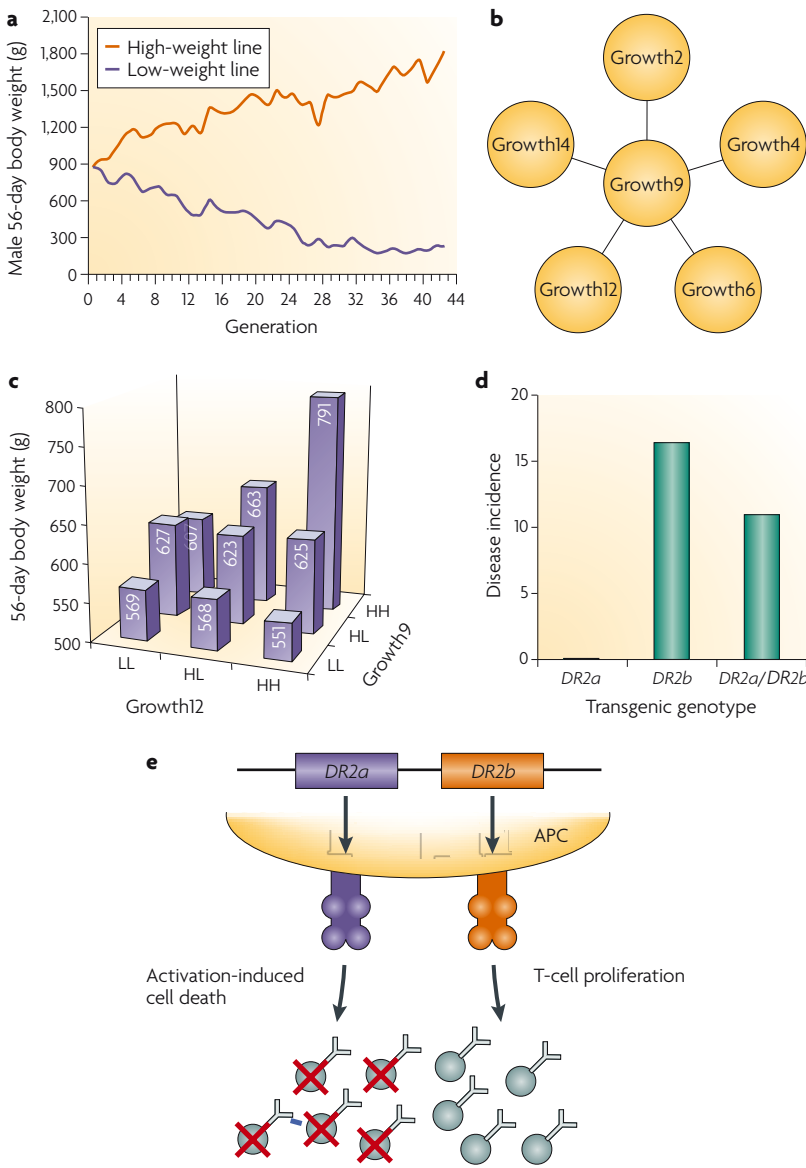 a
2,100
1,800
1,500
1,200
900
600
300
0
Male 56-day body weight (g)
High-weight line
Low-weight line
0 4 8 12 16 20 24 28 32 36 40 44
Generation
b
Growth2
Growth14
Growth4
Growth9
Growth12
Growth6
c
800
750
700
650
600
550
500
56-day body weight (g)
569
627
607
568
623
663
551
625
791
LL
HL
HH
Growth12
LL
HL
HH
Growth9
d
20
15
10
5
0
Disease incidence
DR2a DR2b DR2a/DR2b
Transgenic genotype
e
DR2a DR2b
APC
Activation-induced
cell death
T-cell proliferation